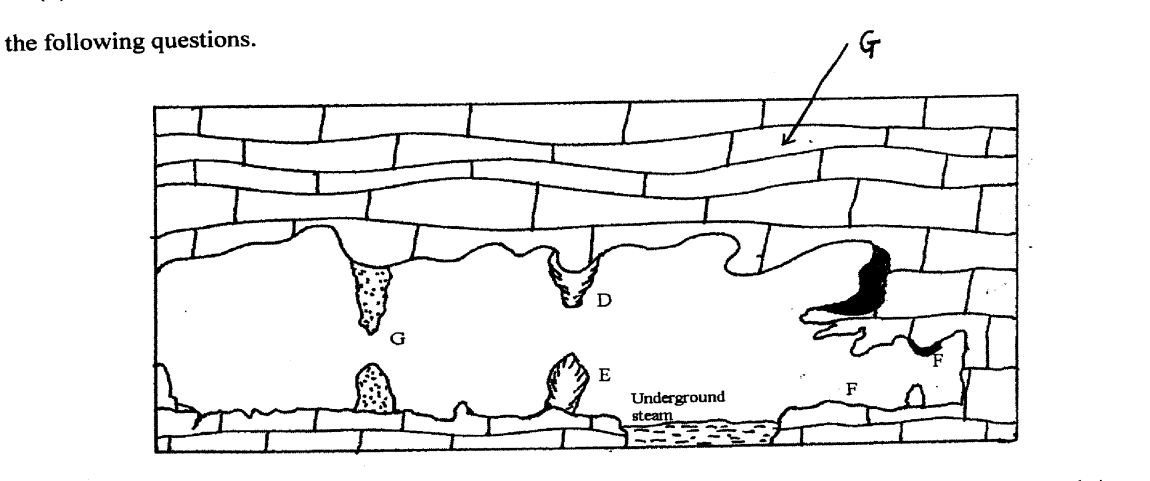 the following questions.
G
D
G
F
E
F
Underground
steam